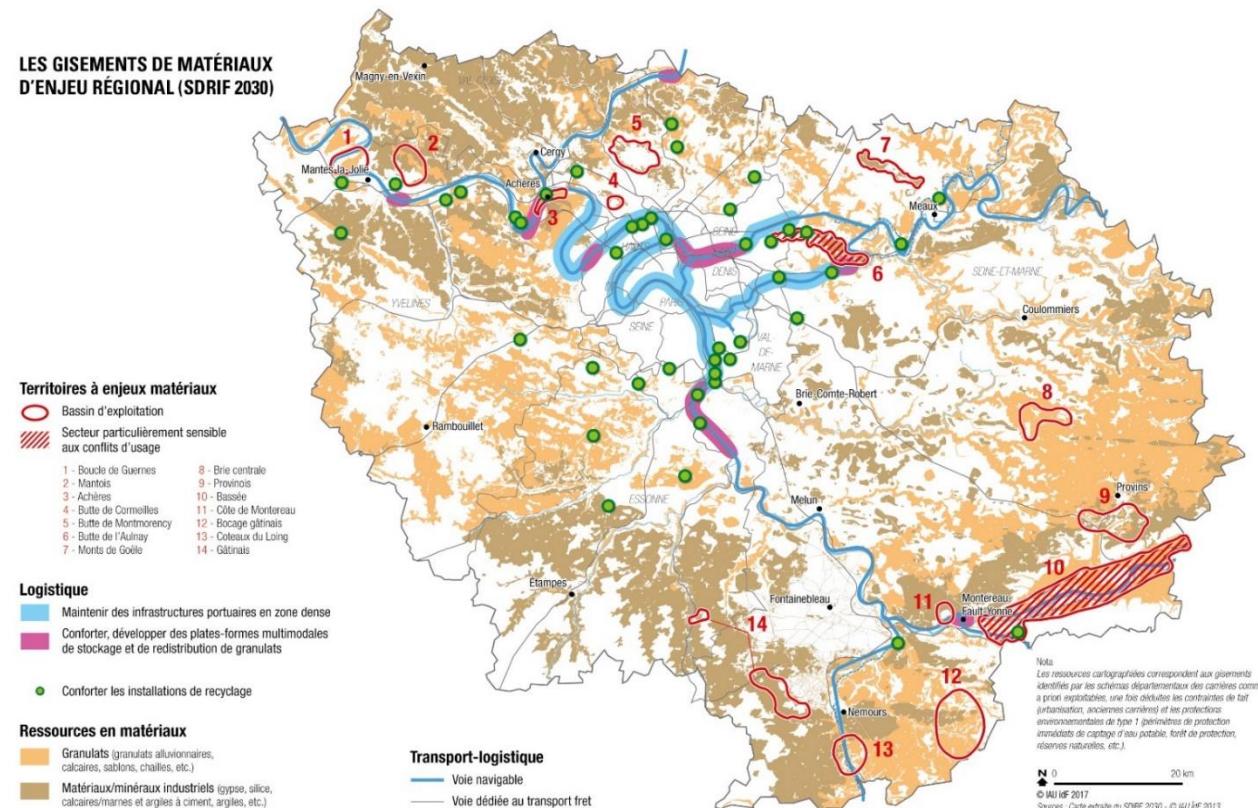 LES GISEMENTS DE MATÉRIAUX
D'ENJEU RÉGIONAL (SDRIF 2030)
Magny-en-Vexin
1
2
Mantes-la-Jolie
Cergy
Achères
3
4
5
7
Meaux
6
SEINE-ET-MARNE
DENIS
YVELINES
PARIS
SEINE
VAL-
DE-
MARNE
Coulommiers
Brie-Comte-Robert
8
Rambouillet
Provins
9
ESSONNE
Melun
10
Étampes
Fontainebleau
11
Montereau
Fault-Yonne
14
12
Nemours
13
Territoires à enjeux matériaux
Bassin d'exploitation
Secteur particulièrement sensible
aux conflits d'usage
1 - Boucle de Guernes
2 - Mantois
3 - Achères
4 - Butte de Cormeilles
5 - Butte de Montmorency
6 - Butte de l'Aulnay
7 - Monts de Goële
8 - Brie centrale
9 - Provinois
10 - Bassée
11 - Côte de Montereau
12 - Bocage gâtinais
13 - Coteaux du Loing
14 - Gâtinais
Logistique
Maintenir des infrastructures portuaires en zone dense
Conforter, développer des plates-formes multimodales
de stockage et de redistribution de granulats
Conforter les installations de recyclage
Ressources en matériaux
Granulats (granulats alluvionnaires,
calcaires, sablons, chailles, etc.)
Matériaux/minéraux industriels (gypse, silice,
calcaires/marnes et argiles à ciment, argiles, etc.)
Transport-logistique
Voie navigable
Voie dédiée au transport fret
Nota
Les ressources cartographiées correspondent aux gisements
identifiés par les schémas départementaux des carrières comm
a priori exploitables, une fois déduites les contraintes de fait
(urbanisation, anciennes carrières) et les protections
environnementales de type 1 (périmètres de protection
immédiats de captage d'eau potable, forêt de protection,
réserves naturelles, etc.).
N 0 20 km
© IAU îdF 2017
Sources : Carte extraite du SDRIF 2030 - © IAU îdF 2013